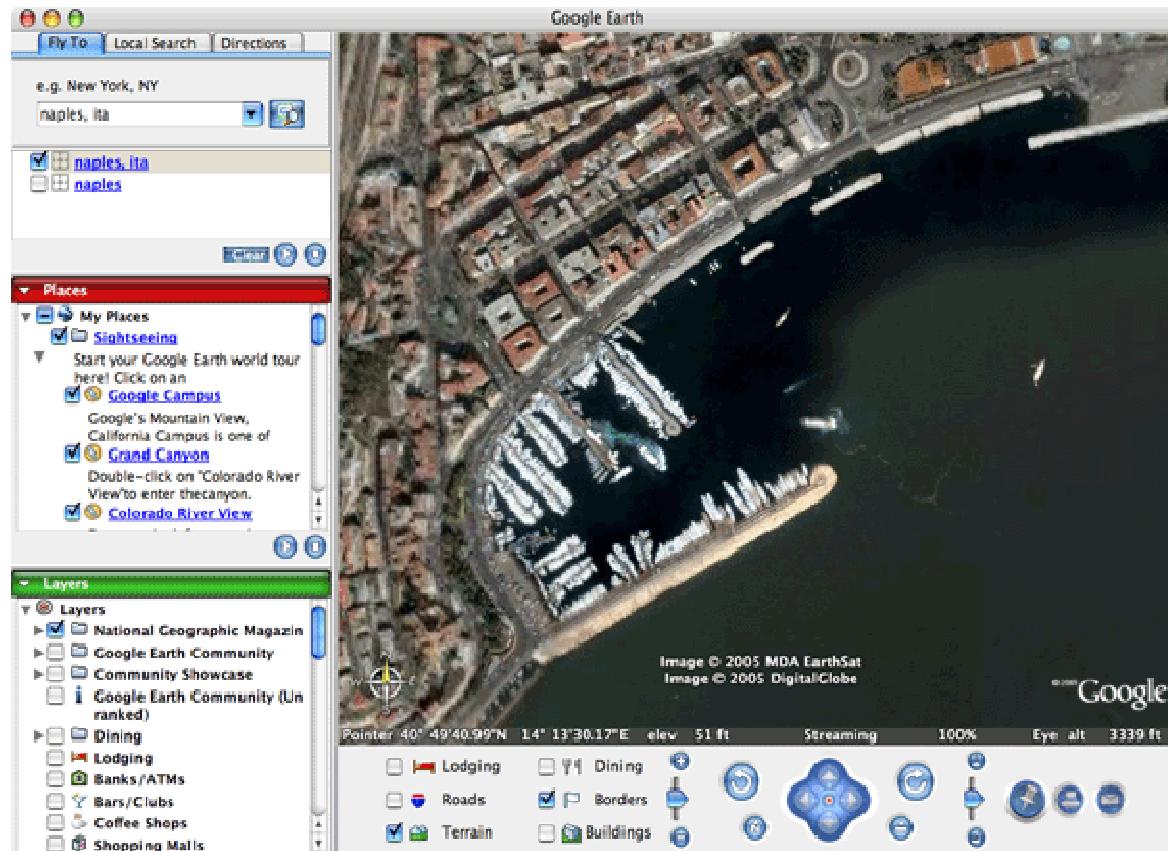 Google Earth
Fly To
Local Search
Directions
e.g. New York, NY
naples, ita
naples, ita
naples
Clear
Places
My Places
Sightseeing
Start your Google Earth world tour
here! Click on an
Google Campus
Google's Mountain View,
California Campus is one of
Grand Canyon
Double-click on "Colorado River
View"to enter thecanyon.
Colorado River View
Layers
Layers
National Geographic Magazin
Google Earth Community
Community Showcase
Google Earth Community (Un
ranked)
Dining
Lodging
Banks/ATMs
Bars/Clubs
Coffee Shops
Shopping Malls
W E
Image © 2005 MDA EarthSat
Image © 2005 DigitalGlobe
Google
Pointer 40° 49'40.99"N 14° 13'30.17"E elev 51 ft Streaming 100% Eye alt 3339 ft
Lodging
Dining
Roads
Borders
Terrain
Buildings